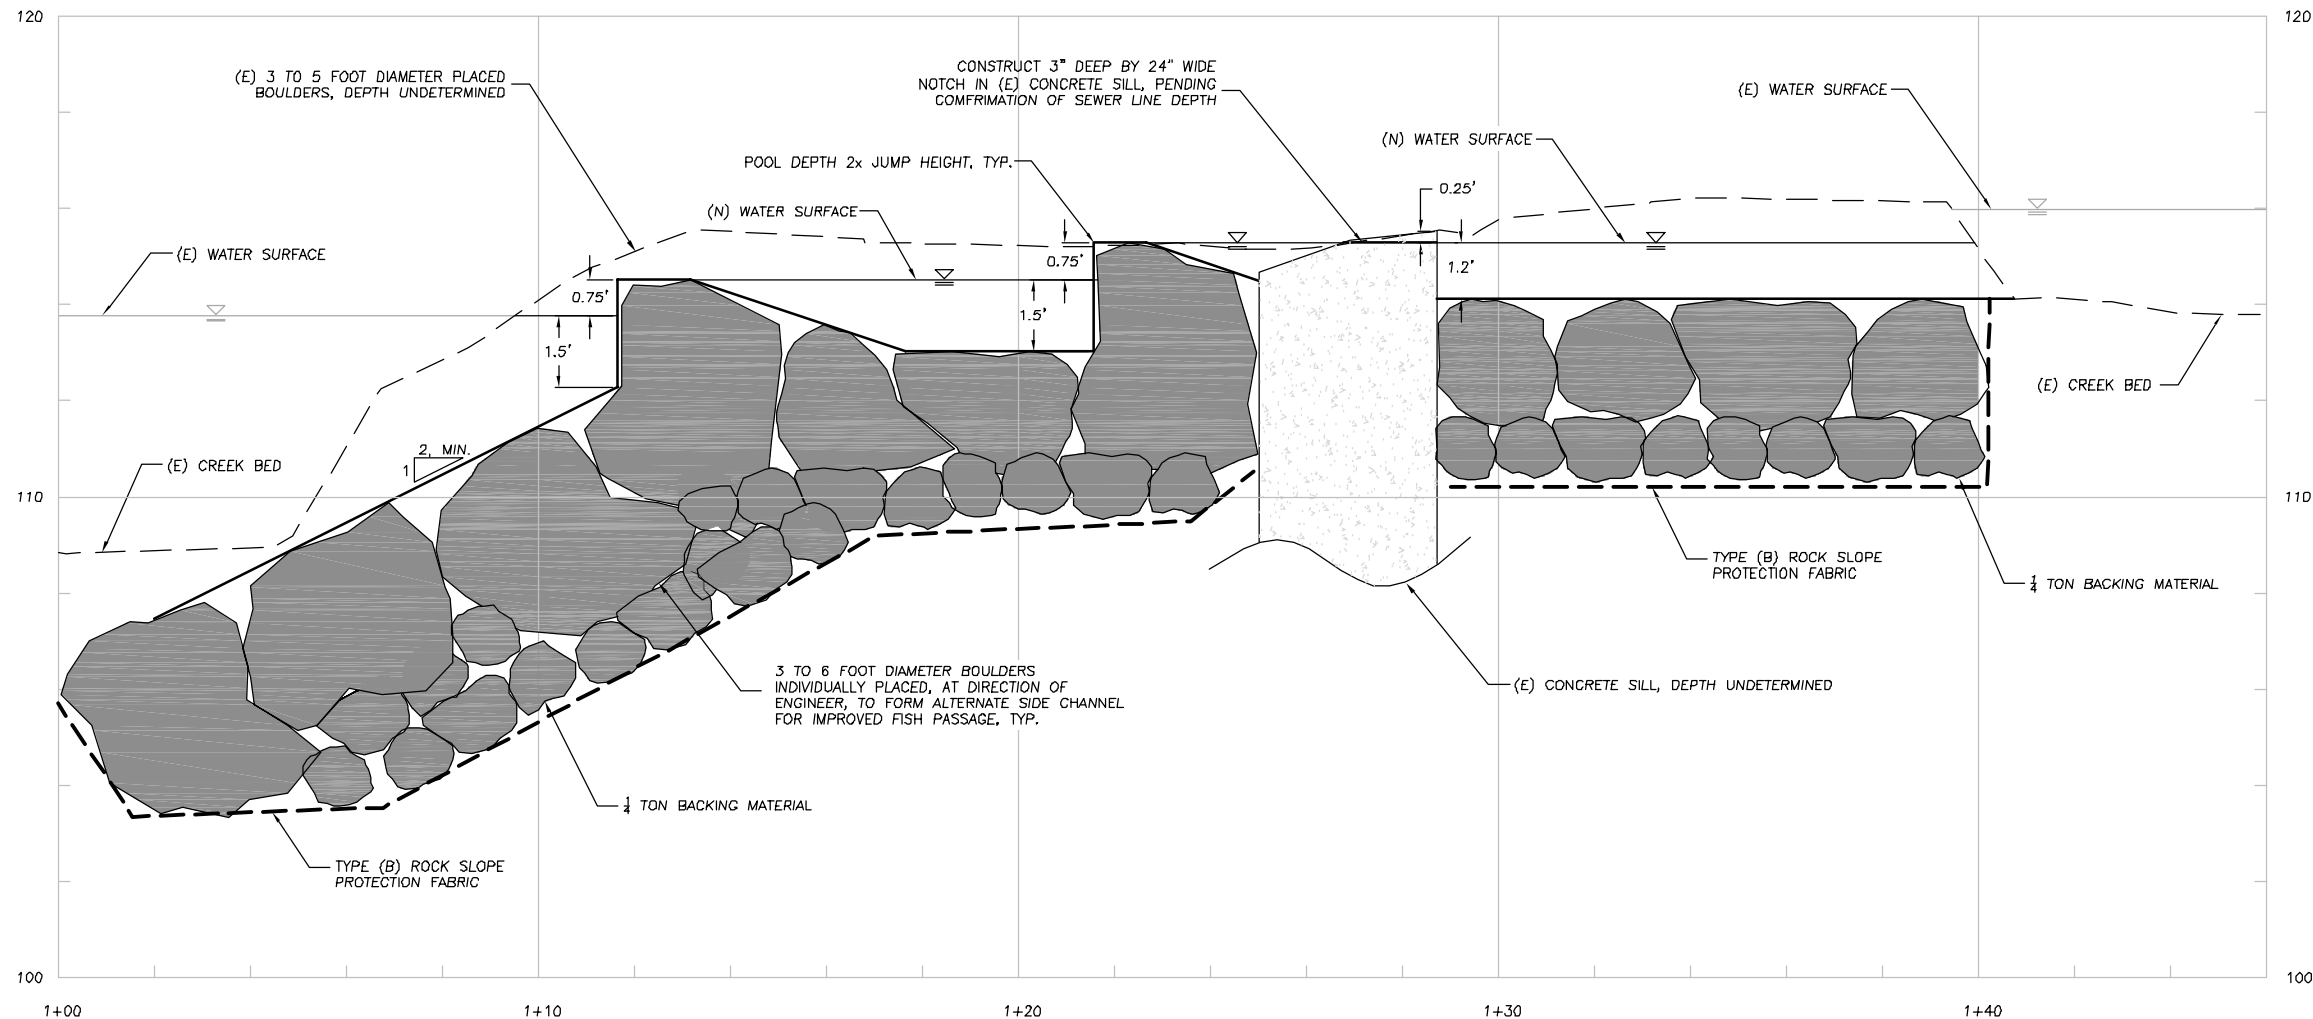 120
120
(E) 3 TO 5 FOOT DIAMETER PLACED
BOULDERS, DEPTH UNDETERMINED
CONSTRUCT 3" DEEP BY 24" WIDE
NOTCH IN (E) CONCRETE SILL, PENDING
COMFRIMATION OF SEWER LINE DEPTH
(E) WATER SURFACE
(N) WATER SURFACE
POOL DEPTH 2x JUMP HEIGHT, TYP.
0.25'
(N) WATER SURFACE
(E) WATER SURFACE
0.75'
1.2'
0.75'
1.5'
1.5'
(E) CREEK BED
2, MIN.
1
(E) CREEK BED
110
110
TYPE (B) ROCK SLOPE
PROTECTION FABRIC
1/4 TON BACKING MATERIAL
3 TO 6 FOOT DIAMETER BOULDERS
INDIVIDUALLY PLACED, AT DIRECTION OF
ENGINEER, TO FORM ALTERNATE SIDE CHANNEL
FOR IMPROVED FISH PASSAGE, TYP.
(E) CONCRETE SILL, DEPTH UNDETERMINED
1/4 TON BACKING MATERIAL
TYPE (B) ROCK SLOPE
PROTECTION FABRIC
100
100
1+00
1+10
1+20
1+30
1+40